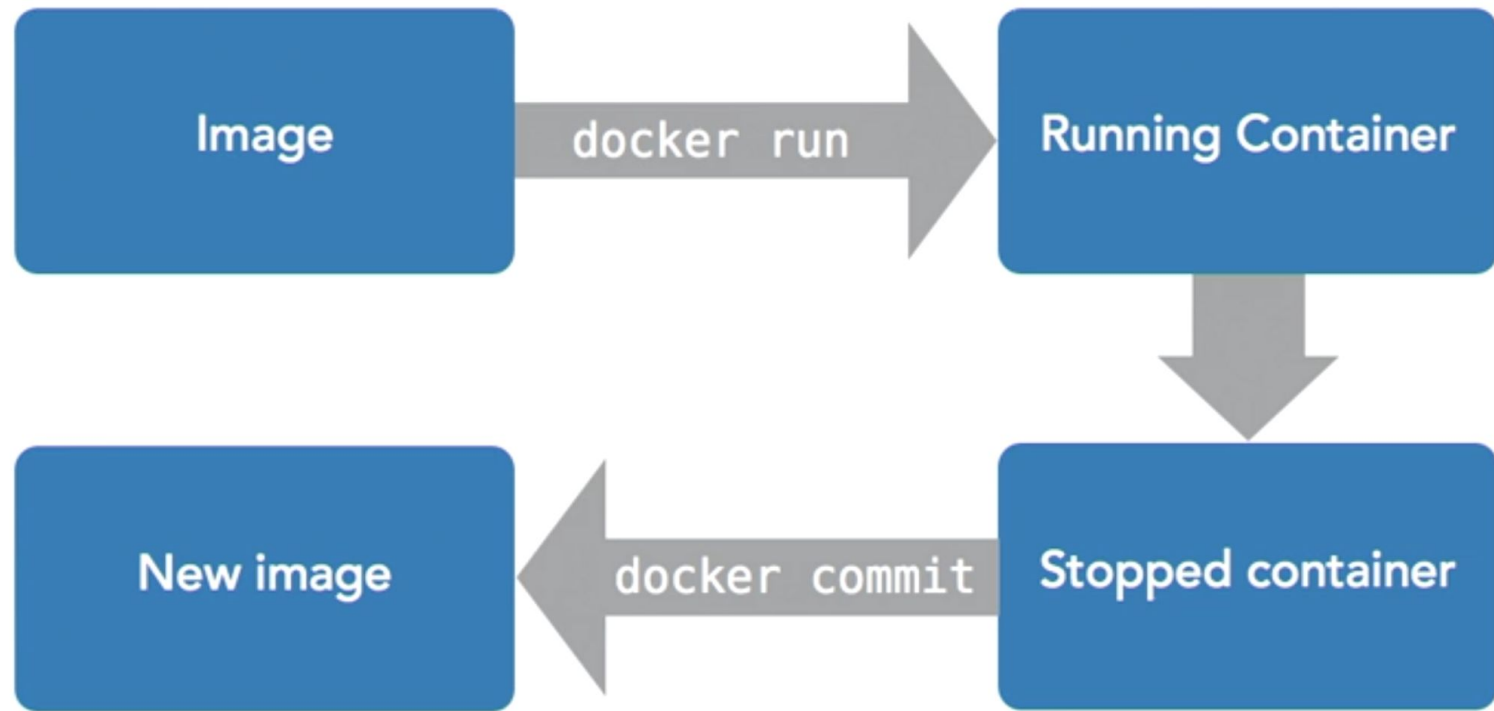 Image
docker run
Running Container
Stopped container
docker commit
New image